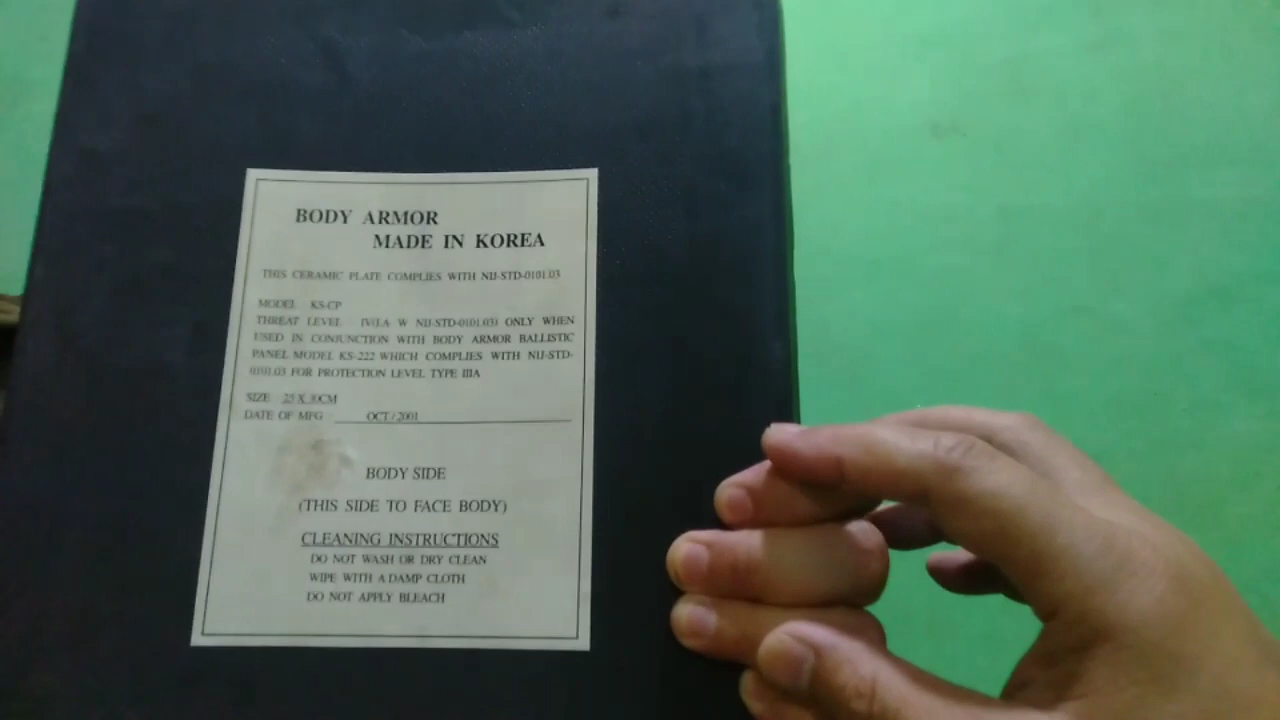 BODY ARMOR
MADE IN KOREA
THIS CERAMIC PLATE COMPLIES WITH NIJ-STD-0101.03
MODEL KS-CP
THREAT LEVEL IV(I.A W NIJ-STD-0101.03) ONLY WHEN
USED IN CONJUNCTION WITH BODY ARMOR BALLISTIC
PANEL MODEL KS-222 WHICH COMPLIES WITH NIJ-STD-
0101.03 FOR PROTECTION LEVEL TYPE IIIA
SIZE 25 X 30CM
DATE OF MFG OCT / 2001
BODY SIDE
(THIS SIDE TO FACE BODY)
CLEANING INSTRUCTIONS
DO NOT WASH OR DRY CLEAN
WIPE WITH A DAMP CLOTH
DO NOT APPLY BLEACH